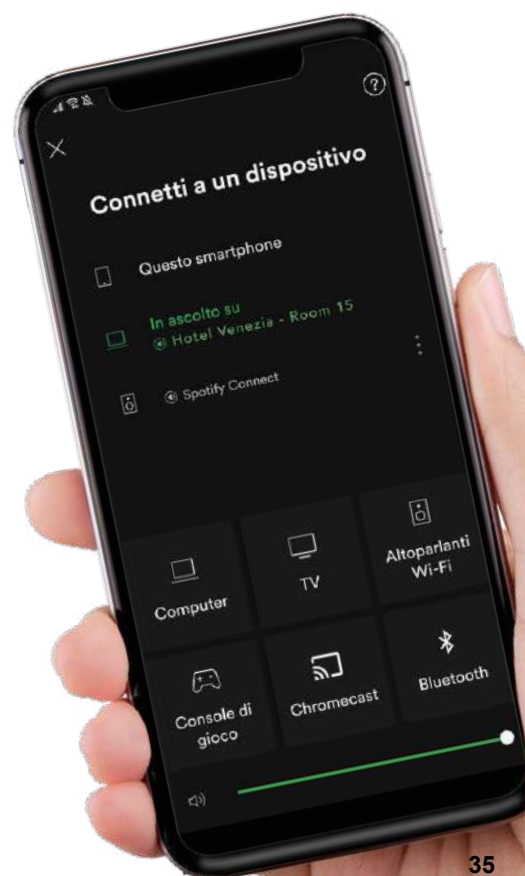 Connetti a un dispositivo
Questo smartphone
In ascolto su
Hotel Venezia - Room 15
Spotify Connect
Computer
TV
Altoparlanti
Wi-Fi
Console di
gioco
Chromecast
Bluetooth
35